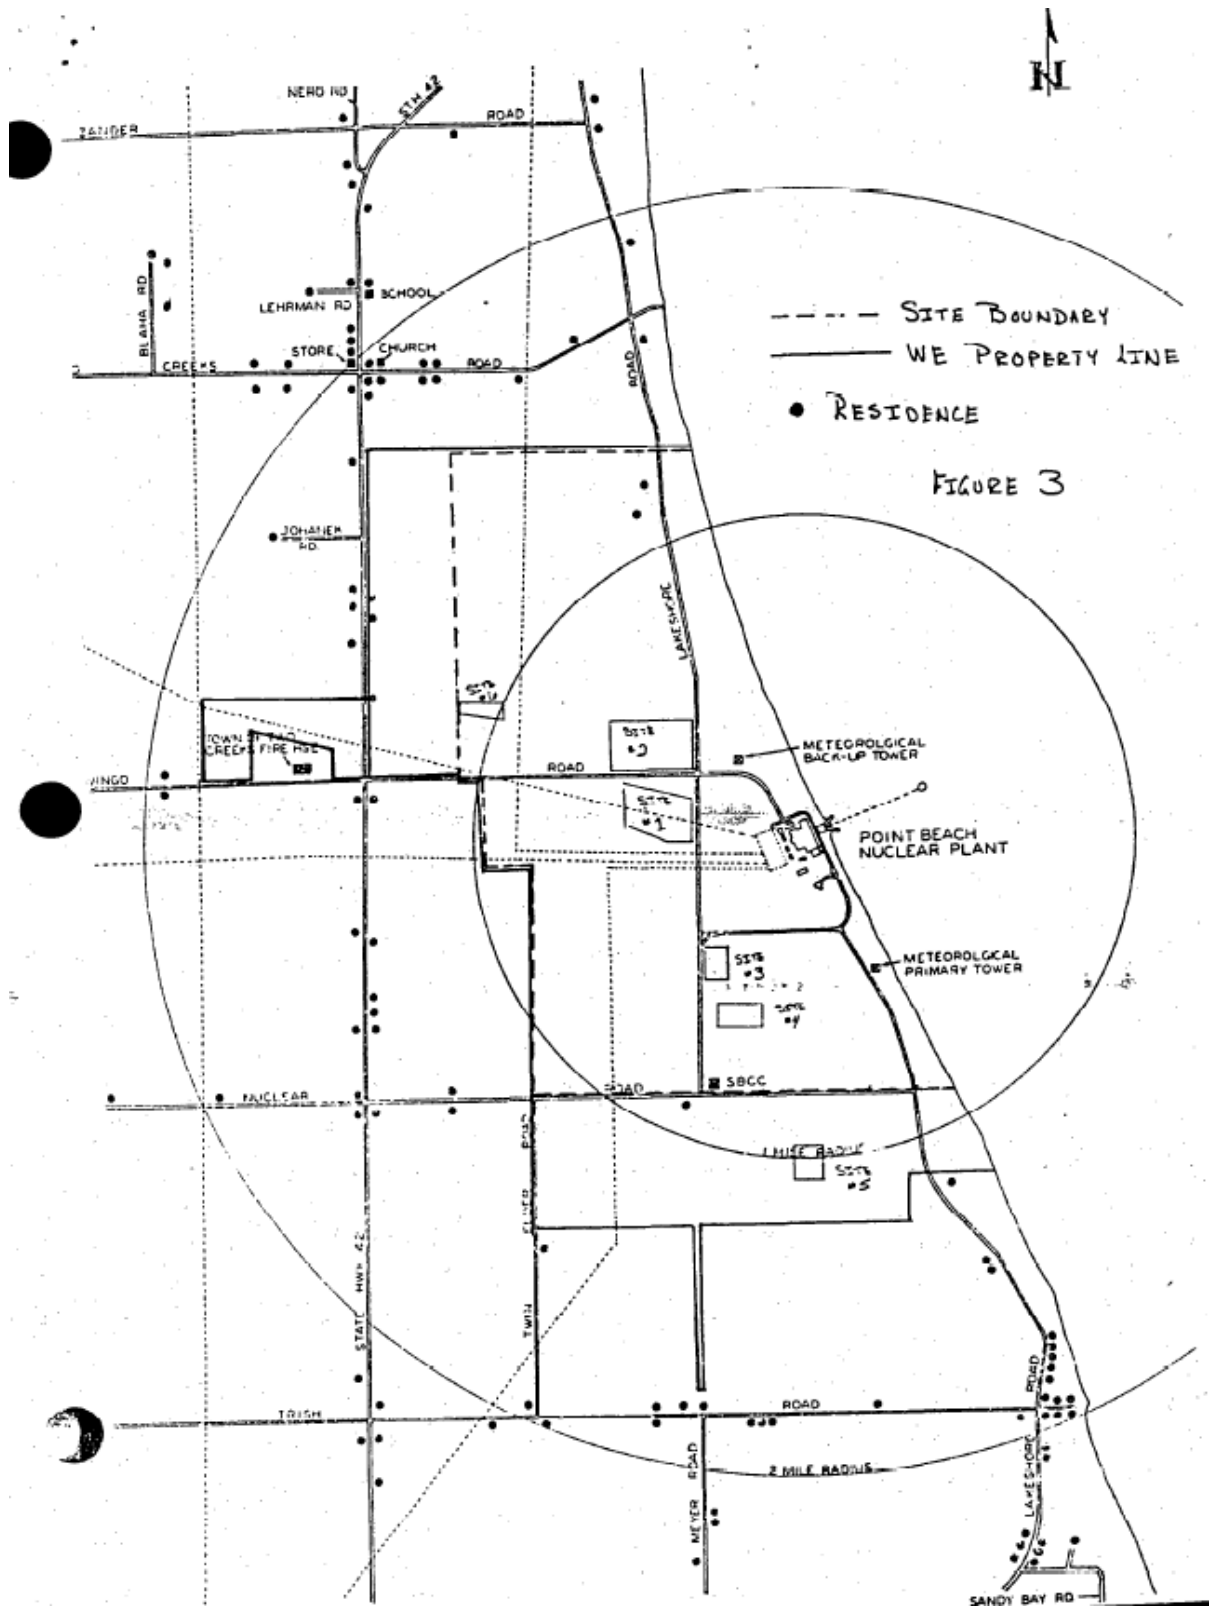 N
NERO RD
STH 42
ZANDER
ROAD
BLAHA RD
LEHRMAN RD
SCHOOL
STORE
CHURCH
CREEKS
ROAD
ROAD
SITE BOUNDARY
WE PROPERTY LINE
RESIDENCE
FIGURE 3
JOHANEK
RD.
LAKESHORE
SITE
#6
SITE
#2
TOWN OF TWO
CREEKS FIRE HSE
METEOROLGICAL
BACK-UP TOWER
ROAD
SITE
#1
POINT BEACH
NUCLEAR PLANT
SITE
#3
METEOROLGICAL
PRIMARY TOWER
SITE
#4
SBCC
NUCLEAR
ROAD
ROAD
1 MILE RADIUS
SITE
#5
STATE HWY 42
TWIN
ROAD
IRISH
ROAD
2 MILE RADIUS
MEYER ROAD
LAKESHORE
SANDY BAY RD